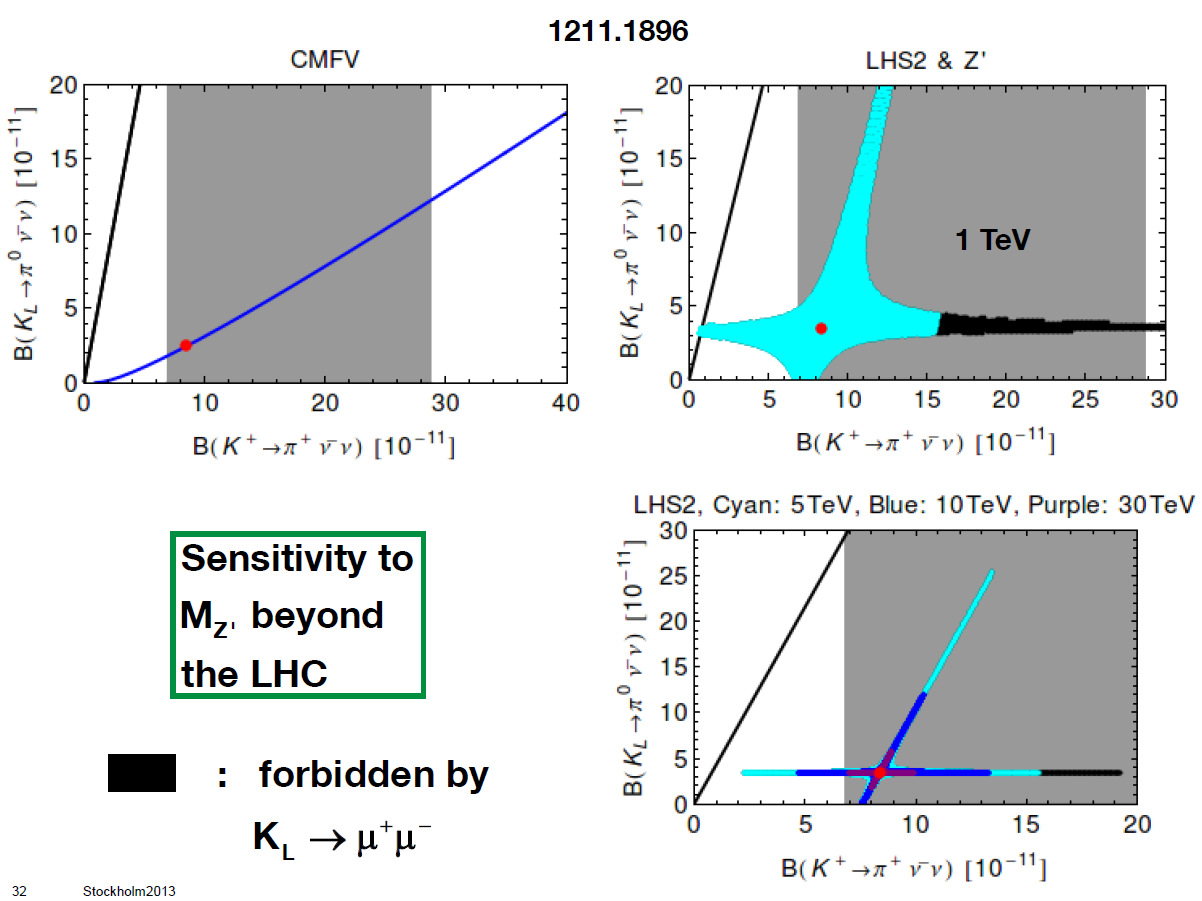 1211.1896
CMFV
20
15
10
5
0
0 10 20 30 40
B(K_L→π⁰ ν̄ν) [10⁻¹¹]
B(K⁺→π⁺ ν̄ν) [10⁻¹¹]
LHS2 & Z'
20
15
10
5
0
0 5 10 15 20 25 30
B(K_L→π⁰ ν̄ν) [10⁻¹¹]
1 TeV
B(K⁺→π⁺ ν̄ν) [10⁻¹¹]
Sensitivity to
M_Z' beyond
the LHC
: forbidden by
K_L → μ⁺μ⁻
LHS2, Cyan: 5TeV, Blue: 10TeV, Purple: 30TeV
30
25
20
15
10
5
0
0 5 10 15 20
B(K_L→π⁰ ν̄ν) [10⁻¹¹]
B(K⁺→π⁺ ν̄ν) [10⁻¹¹]
32 Stockholm2013